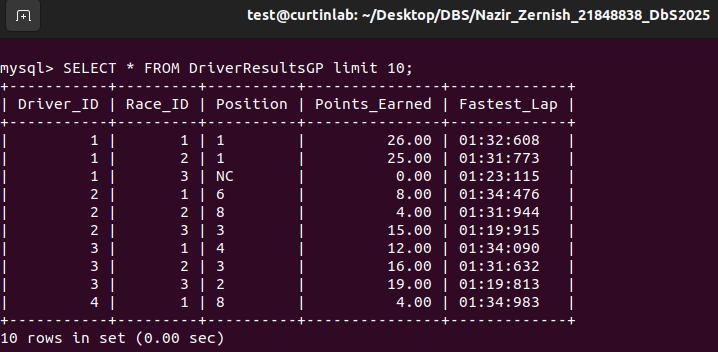 test@curtinlab: ~/Desktop/DBS/Nazir_Zernish_21848838_DbS2025
mysql> SELECT * FROM DriverResultsGP limit 10;
+-----------+---------+----------+---------------+-------------+
| Driver_ID | Race_ID | Position | Points_Earned | Fastest_Lap |
+-----------+---------+----------+---------------+-------------+
|         1 |       1 | 1        |         26.00 | 01:32:608   |
|         1 |       2 | 1        |         25.00 | 01:31:773   |
|         1 |       3 | NC       |          0.00 | 01:23:115   |
|         2 |       1 | 6        |          8.00 | 01:34:476   |
|         2 |       2 | 8        |          4.00 | 01:31:944   |
|         2 |       3 | 3        |         15.00 | 01:19:915   |
|         3 |       1 | 4        |         12.00 | 01:34:090   |
|         3 |       2 | 3        |         16.00 | 01:31:632   |
|         3 |       3 | 2        |         19.00 | 01:19:813   |
|         4 |       1 | 8        |          4.00 | 01:34:983   |
+-----------+---------+----------+---------------+-------------+
10 rows in set (0.00 sec)